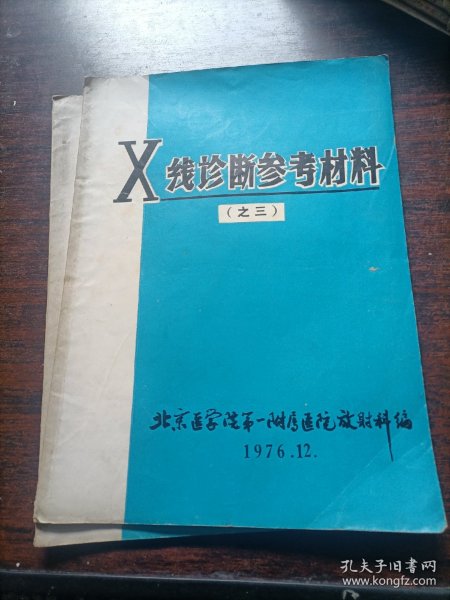 X线诊断参考材料
（之三）
北京医学院第一附属医院放射科编
1976.12.
孔夫子旧书网
www.kongfz.com